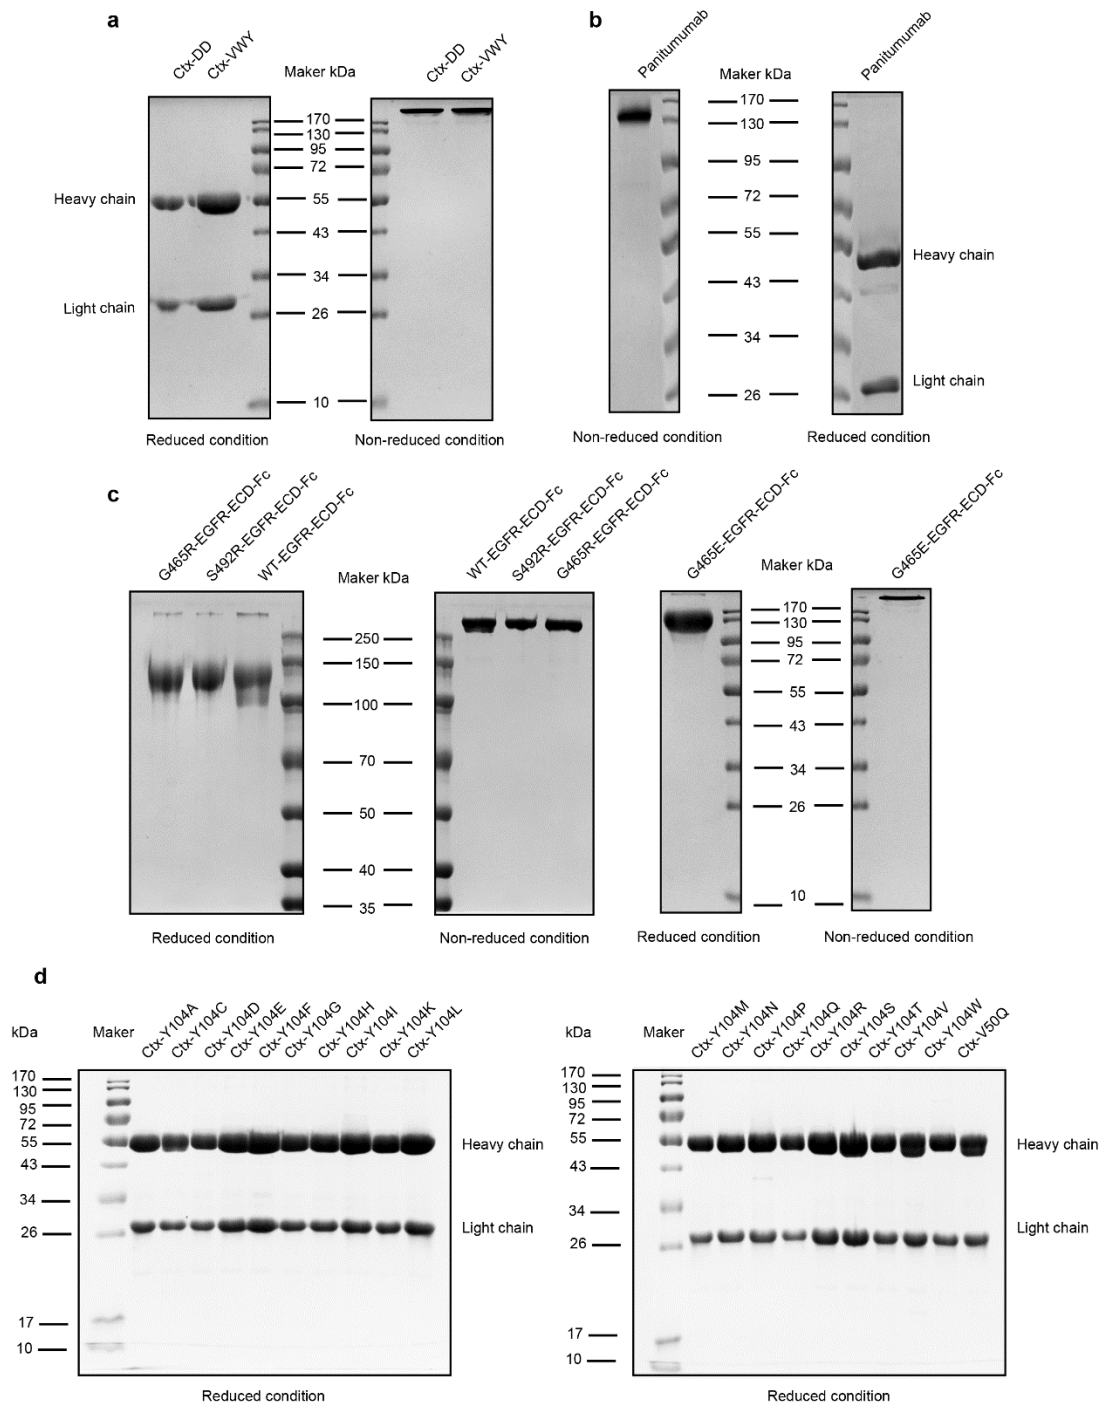 a
Ctx-DD
Ctx-VWY
Maker kDa
Ctx-DD
Ctx-VWY
170
130
95
72
Heavy chain
55
43
34
Light chain
26
10
Reduced condition
Non-reduced condition
b
Panitumumab
Maker kDa
Panitumumab
170
130
95
72
55
Heavy chain
43
34
Light chain
26
Non-reduced condition
Reduced condition
c
G465R-EGFR-ECD-Fc
S492R-EGFR-ECD-Fc
WT-EGFR-ECD-Fc
Maker kDa
WT-EGFR-ECD-Fc
S492R-EGFR-ECD-Fc
G465R-EGFR-ECD-Fc
250
150
100
70
50
40
35
Reduced condition
Non-reduced condition
G465E-EGFR-ECD-Fc
Maker kDa
G465E-EGFR-ECD-Fc
170
130
95
72
55
43
34
26
10
Reduced condition
Non-reduced condition
d
kDa
Maker
Ctx-Y104A
Ctx-Y104C
Ctx-Y104D
Ctx-Y104E
Ctx-Y104F
Ctx-Y104G
Ctx-Y104H
Ctx-Y104I
Ctx-Y104K
Ctx-Y104L
170
130
95
72
55
Heavy chain
43
34
Light chain
26
17
10
Reduced condition
kDa
Maker
Ctx-Y104M
Ctx-Y104N
Ctx-Y104P
Ctx-Y104Q
Ctx-Y104R
Ctx-Y104S
Ctx-Y104T
Ctx-Y104V
Ctx-Y104W
Ctx-V50Q
170
130
95
72
55
Heavy chain
43
34
Light chain
26
17
10
Reduced condition